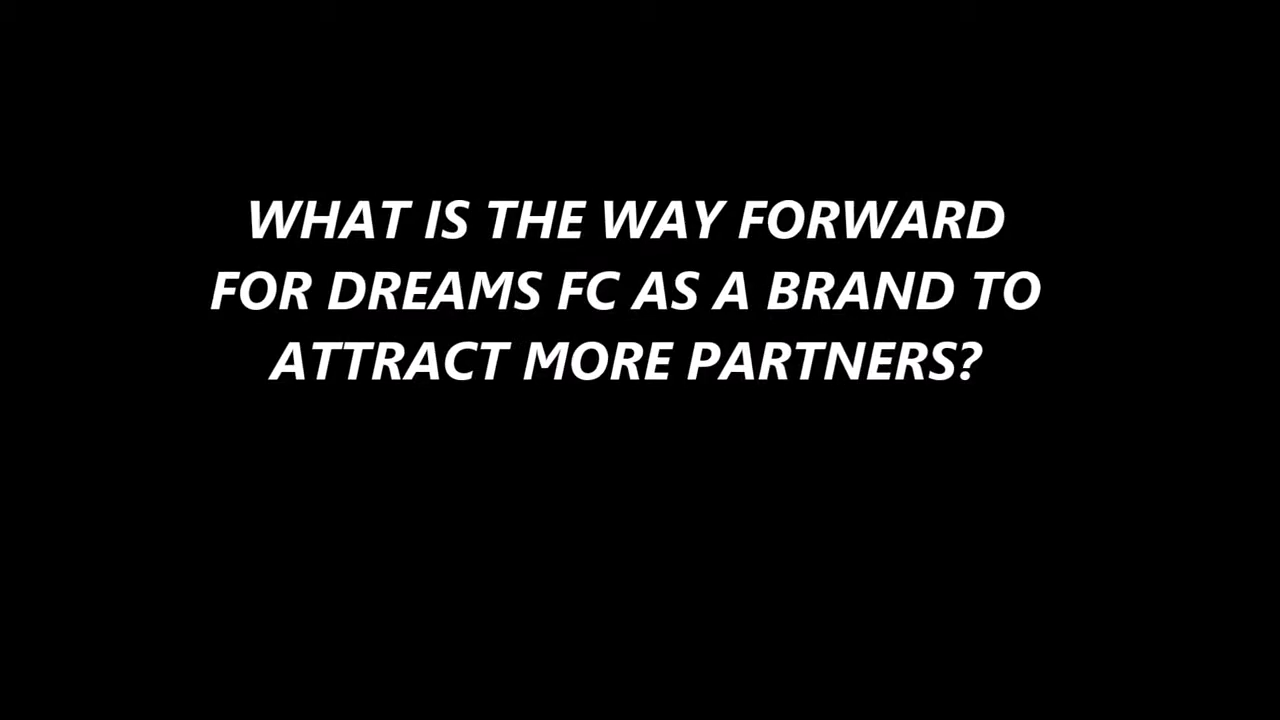 WHAT IS THE WAY FORWARD
FOR DREAMS FC AS A BRAND TO
ATTRACT MORE PARTNERS?